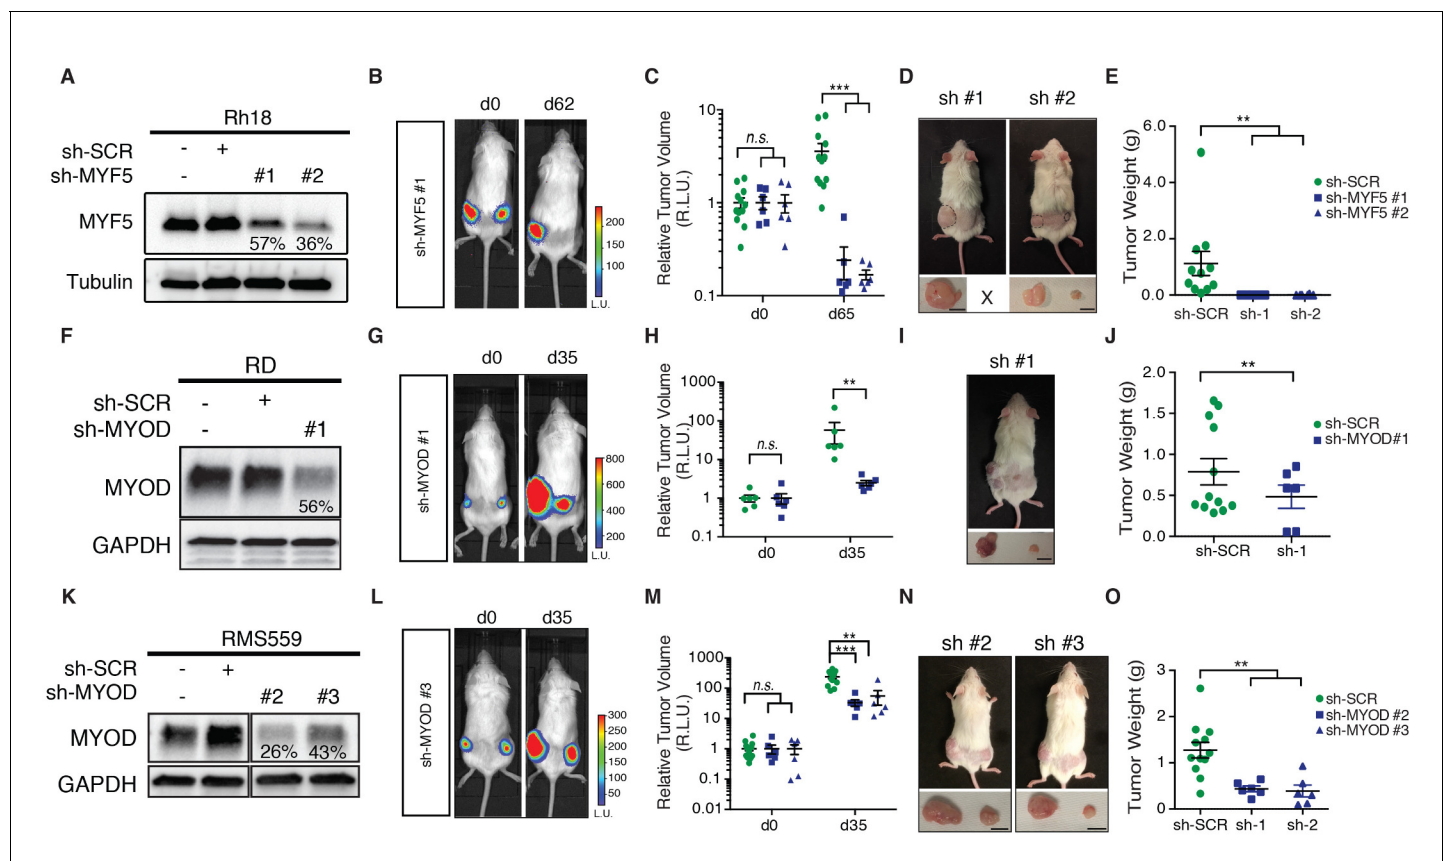 A
Rh18
sh-SCR - +
sh-MYF5 - #1 #2
MYF5
57% 36%
Tubulin
B
d0 d62
sh-MYF5 #1
200
150
100
L.U.
C
Relative Tumor Volume
(R.L.U.)
10
1
0.1
n.s.
***
d0 d65
D
sh #1 sh #2
X
E
Tumor Weight (g)
6.0
4.0
2.0
0.0
**
sh-SCR sh-1 sh-2
sh-SCR
sh-MYF5 #1
sh-MYF5 #2
F
RD
sh-SCR - +
sh-MYOD - #1
MYOD
56%
GAPDH
G
d0 d35
sh-MYOD #1
800
600
400
200
L.U.
H
Relative Tumor Volume
(R.L.U.)
1000
100
10
1
0.1
n.s.
**
d0 d35
I
sh #1
J
Tumor Weight (g)
2.0
1.5
1.0
0.5
0.0
**
sh-SCR sh-1
sh-SCR
sh-MYOD#1
K
RMS559
sh-SCR - +
sh-MYOD - #2 #3
MYOD
26% 43%
GAPDH
L
d0 d35
sh-MYOD #3
300
250
200
150
100
50
L.U.
M
Relative Tumor Volume
(R.L.U.)
1000
100
10
1
0.1
0.01
n.s.
**
***
d0 d35
N
sh #2 sh #3
O
Tumor Weight (g)
3
2
1
0
**
sh-SCR sh-1 sh-2
sh-SCR
sh-MYOD #2
sh-MYOD #3